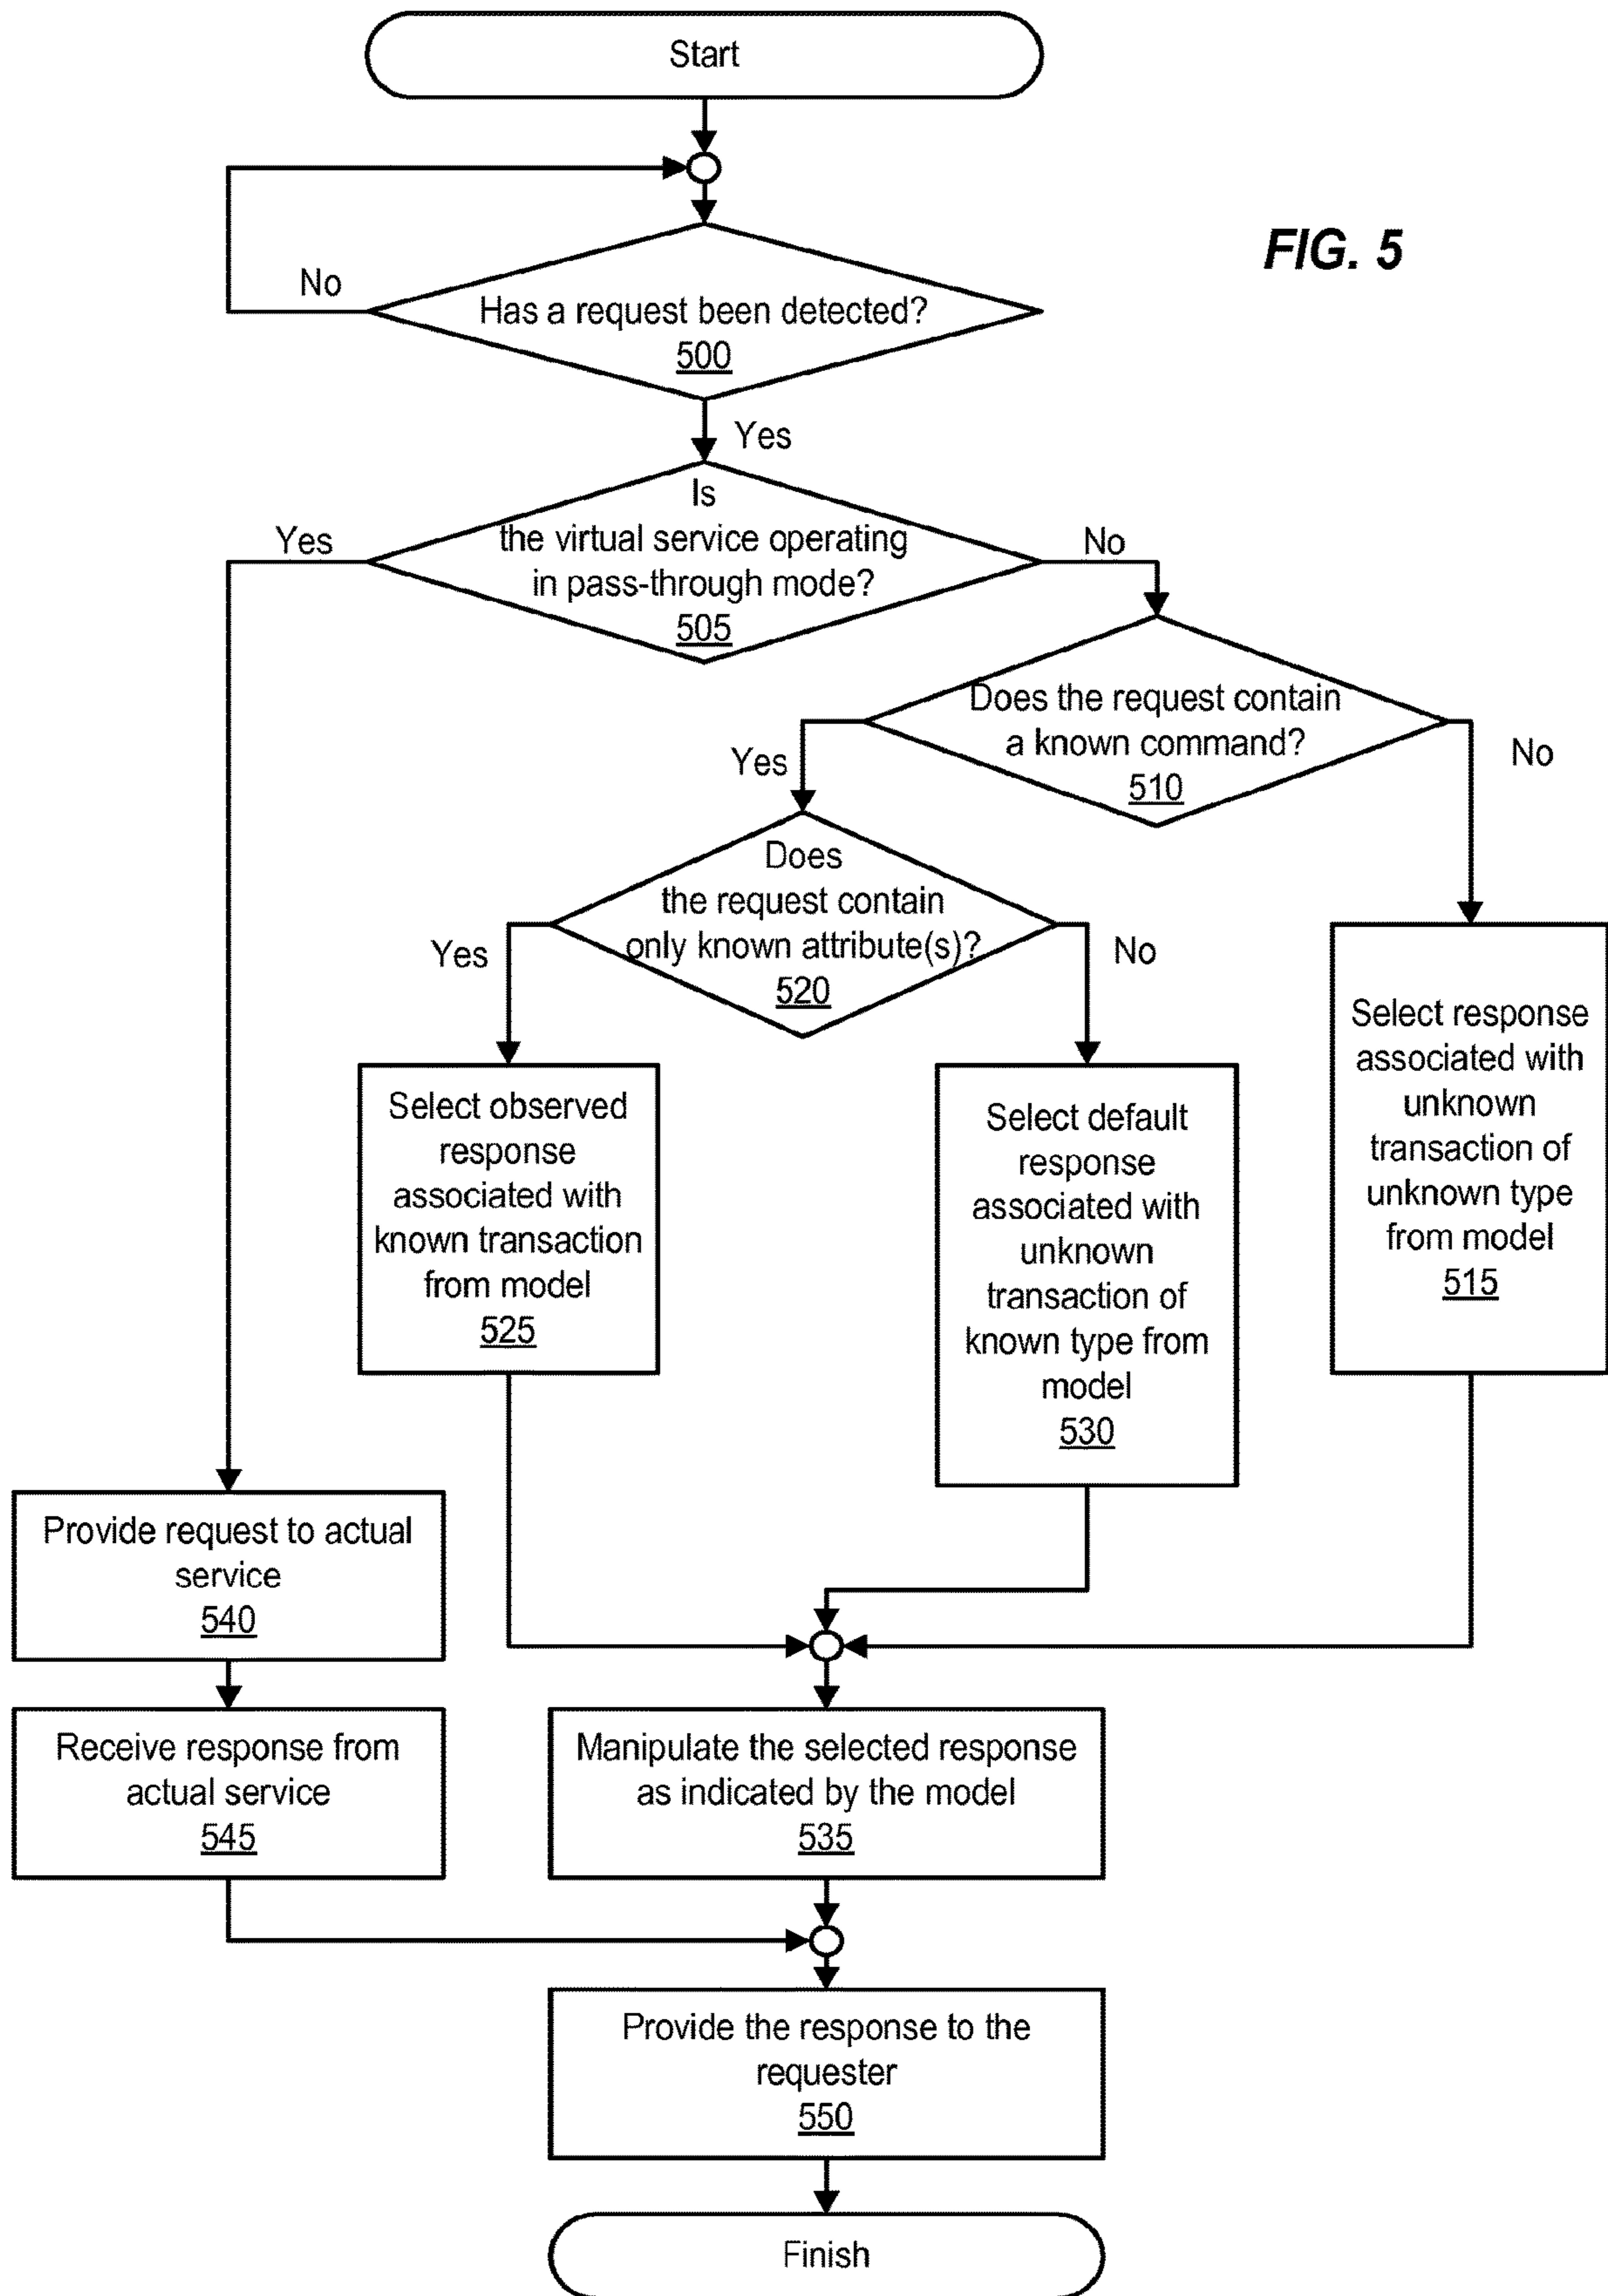 Start
FIG. 5
No
Has a request been detected?
500
Yes
Is
the virtual service operating
in pass-through mode?
505
Yes
No
Does the request contain
a known command?
510
Yes
No
Does
the request contain
only known attribute(s)?
520
Yes
No
Select observed
response
associated with
known transaction
from model
525
Select default
response
associated with
unknown
transaction of
known type from
model
530
Select response
associated with
unknown
transaction of
unknown type
from model
515
Provide request to actual
service
540
Receive response from
actual service
545
Manipulate the selected response
as indicated by the model
535
Provide the response to the
requester
550
Finish